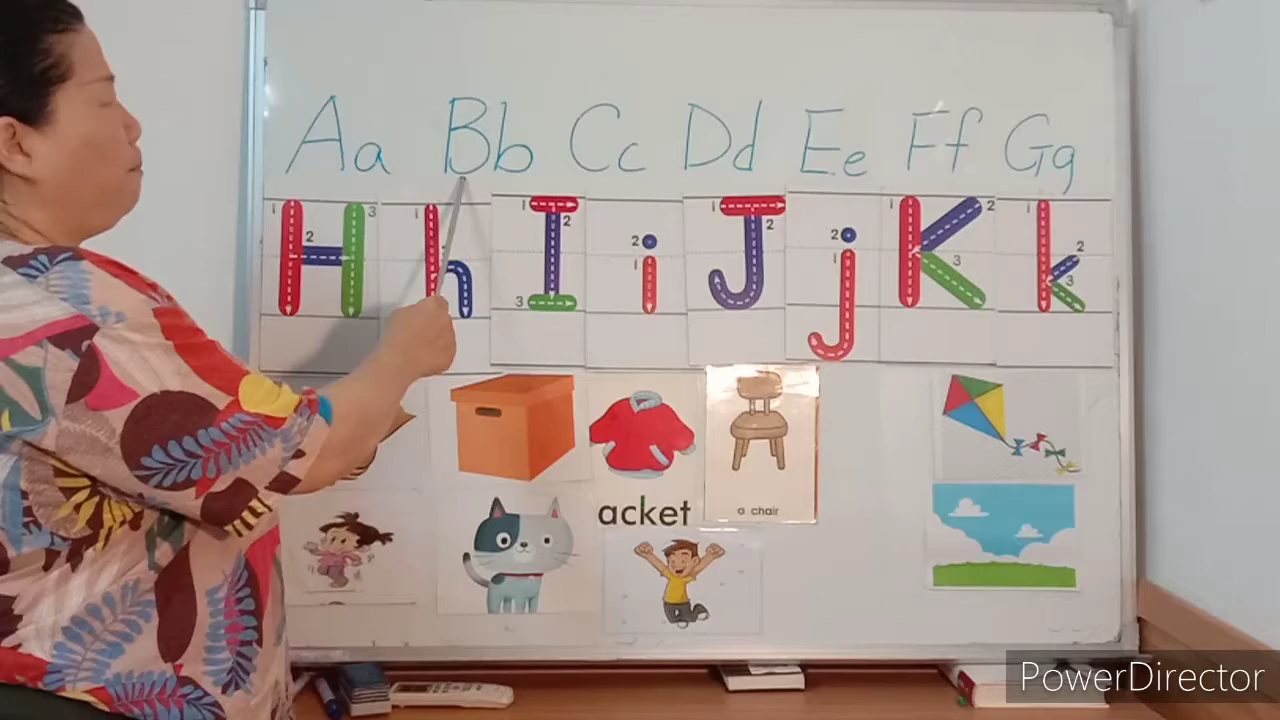 Aa Bb Cc Dd Ee Ff Gg
H h I i J j K k
acket
a chair
PowerDirector